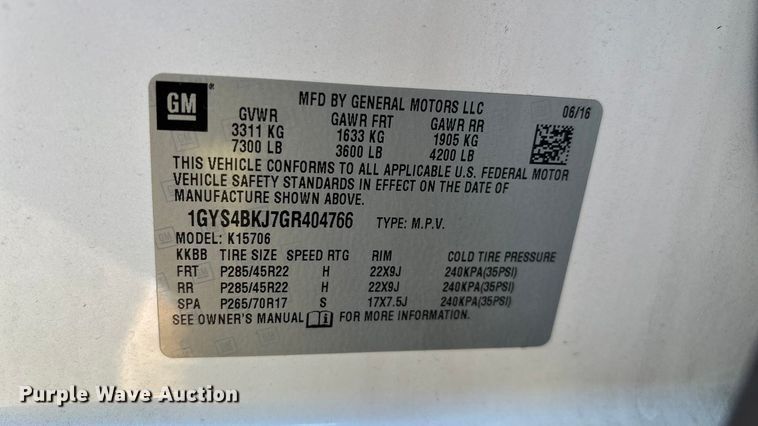 GM
MFD BY GENERAL MOTORS LLC 06/16
GVWR GAWR FRT GAWR RR
3311 KG 1633 KG 1905 KG
7300 LB 3600 LB 4200 LB
THIS VEHICLE CONFORMS TO ALL APPLICABLE U.S. FEDERAL MOTOR
VEHICLE SAFETY STANDARDS IN EFFECT ON THE DATE OF
MANUFACTURE SHOWN ABOVE.
1GYS4BKJ7GR404766 TYPE: M.P.V.
MODEL: K15706
KKBB TIRE SIZE SPEED RTG RIM COLD TIRE PRESSURE
FRT P285/45R22 H 22X9J 240KPA(35PSI)
RR P285/45R22 H 22X9J 240KPA(35PSI)
SPA P265/70R17 S 17X7.5J 240KPA(35PSI)
SEE OWNER'S MANUAL FOR MORE INFORMATION.
Purple Wave Auction